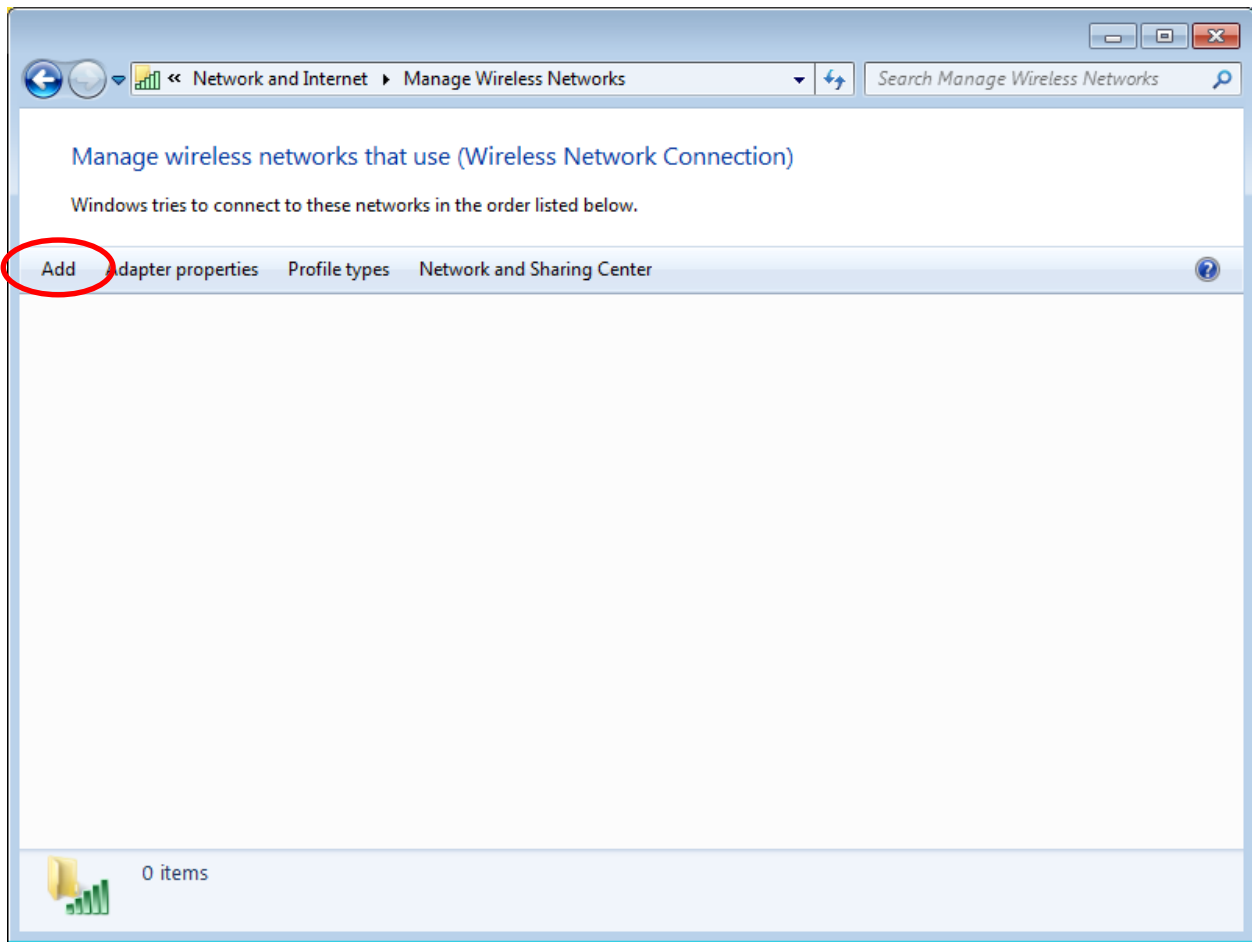 « Network and Internet ▸ Manage Wireless Networks
Search Manage Wireless Networks
Manage wireless networks that use (Wireless Network Connection)
Windows tries to connect to these networks in the order listed below.
Add Adapter properties Profile types Network and Sharing Center
0 items